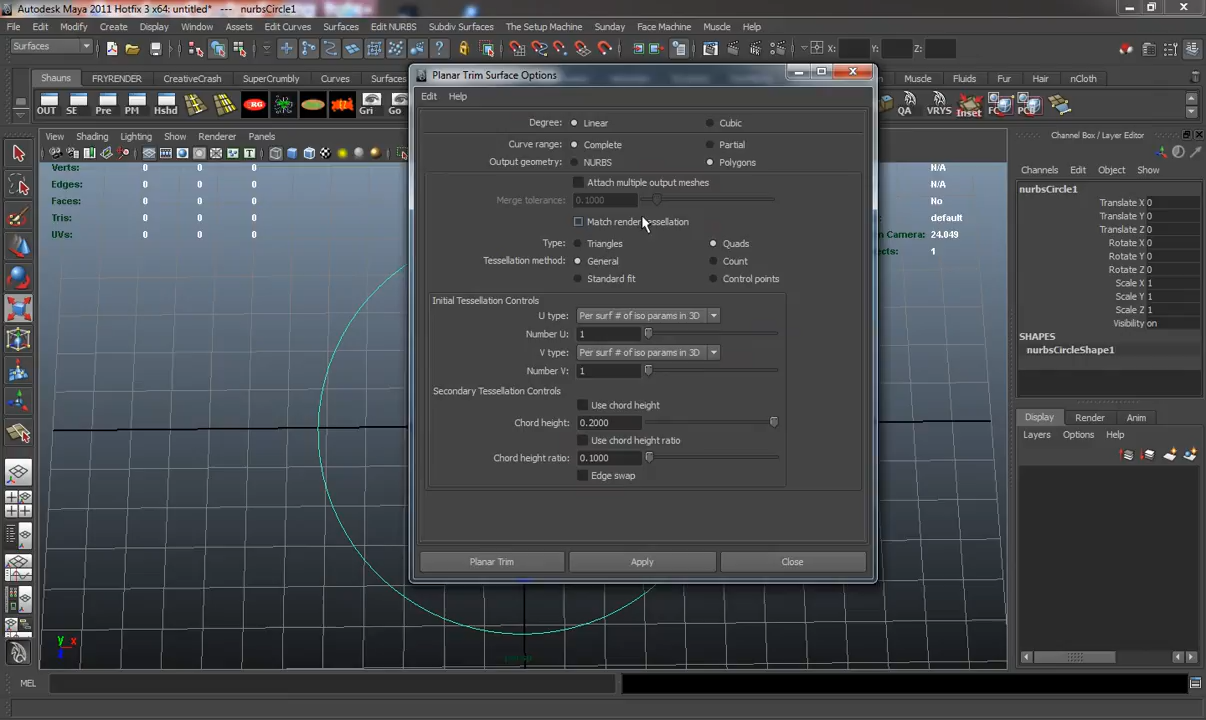 Autodesk Maya 2011 Hotfix 3 x64: untitled* --- nurbsCircle1
File Edit Modify Create Display Window Assets Edit Curves Surfaces Edit NURBS Subdiv Surfaces The Setup Machine Sunday Face Machine Muscle Help
Surfaces X: Y: Z:
Shauns FRYRENDER CreativeCrash SuperCrumbly Curves Surfaces Muscle Fluids Fur Hair nCloth
OUT SE Pre PM Hshd RG Gri Go QA VRYS Inset
View Shading Lighting Show Renderer Panels
Verts: 0 0 0 N/A
Edges: 0 0 0 N/A
Faces: 0 0 0 No
Tris: 0 0 0 default
UVs: 0 0 0 Camera: 24.049
1
Planar Trim Surface Options
Edit Help
Degree: Linear Cubic
Curve range: Complete Partial
Output geometry: NURBS Polygons
Attach multiple output meshes
Merge tolerance: 0.1000
Match render tessellation
Type: Triangles Quads
Tessellation method: General Count
Standard fit Control points
Initial Tessellation Controls
U type: Per surf # of iso params in 3D
Number U: 1
V type: Per surf # of iso params in 3D
Number V: 1
Secondary Tessellation Controls
Use chord height
Chord height: 0.2000
Use chord height ratio
Chord height ratio: 0.1000
Edge swap
Planar Trim Apply Close
Channel Box / Layer Editor
Channels Edit Object Show
nurbsCircle1
Translate X 0
Translate Y 0
Translate Z 0
Rotate X 0
Rotate Y 0
Rotate Z 0
Scale X 1
Scale Y 1
Scale Z 1
Visibility on
SHAPES
nurbsCircleShape1
Display Render Anim
Layers Options Help
y x
z
persp
MEL